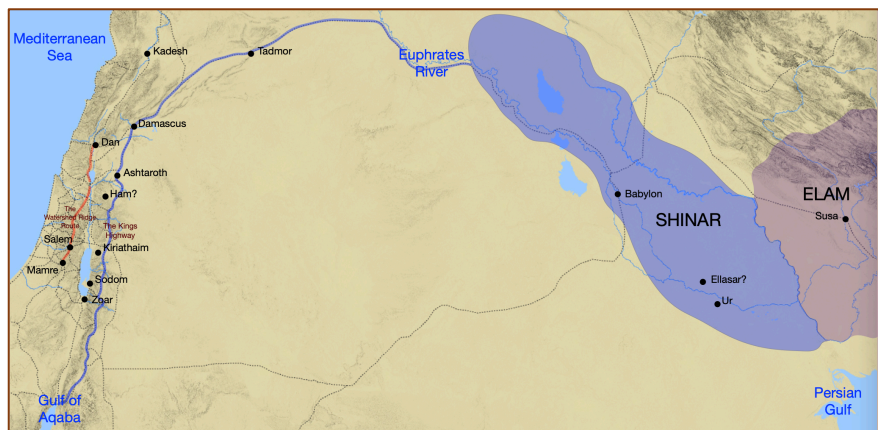 Mediterranean
Sea
Kadesh
Tadmor
Euphrates
River
Damascus
Dan
Ashtaroth
Ham?
Babylon
ELAM
Susa
SHINAR
The
Watershed Ridge
Route
The Kings
Highway
Salem
Kiriathaim
Mamre
Sodom
Zoar
Ellasar?
Ur
Gulf of
Aqaba
Persian
Gulf